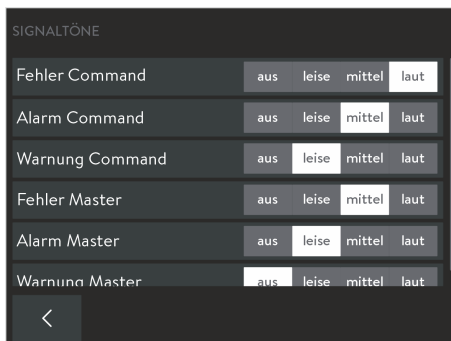 SIGNALTÖNE
Fehler Command aus leise mittel laut
Alarm Command aus leise mittel laut
Warnung Command aus leise mittel laut
Fehler Master aus leise mittel laut
Alarm Master aus leise mittel laut
Warnung Master aus leise mittel laut